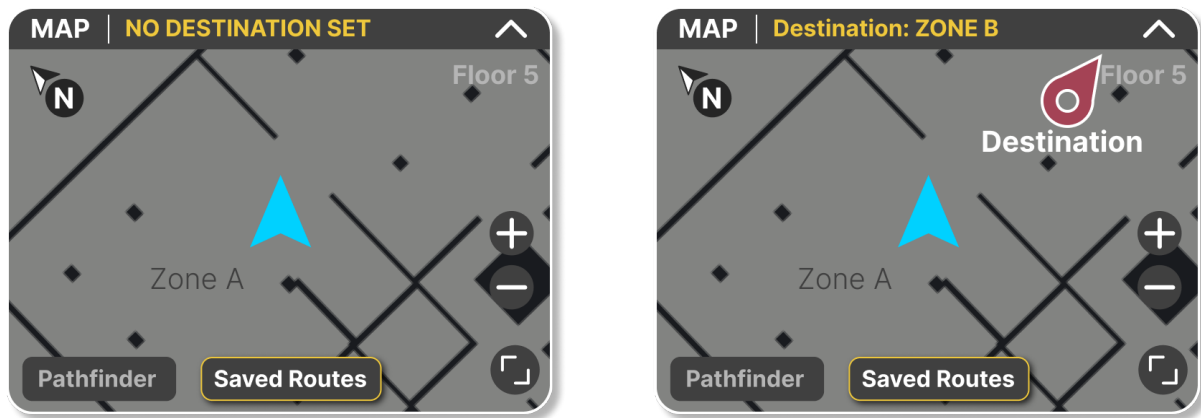 MAP NO DESTINATION SET
N
Floor 5
Zone A
Pathfinder Saved Routes
MAP Destination: ZONE B
N
Floor 5
Destination
Zone A
Pathfinder Saved Routes